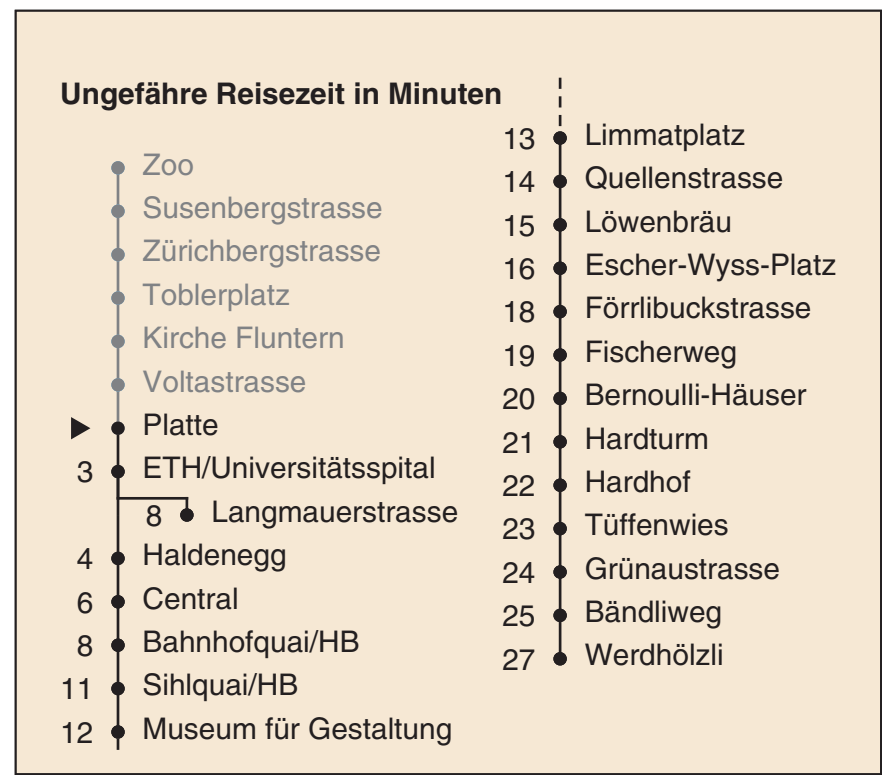 Ungefähre Reisezeit in Minuten
Zoo
Susenbergstrasse
Zürichbergstrasse
Toblerplatz
Kirche Fluntern
Voltastrasse
Platte
3 ETH/Universitätsspital
8 Langmauerstrasse
4 Haldenegg
6 Central
8 Bahnhofquai/HB
11 Sihlquai/HB
12 Museum für Gestaltung
13 Limmatplatz
14 Quellenstrasse
15 Löwenbräu
16 Escher-Wyss-Platz
18 Förrlibuckstrasse
19 Fischerweg
20 Bernoulli-Häuser
21 Hardturm
22 Hardhof
23 Tüffenwies
24 Grünaustrasse
25 Bändliweg
27 Werdhölzli